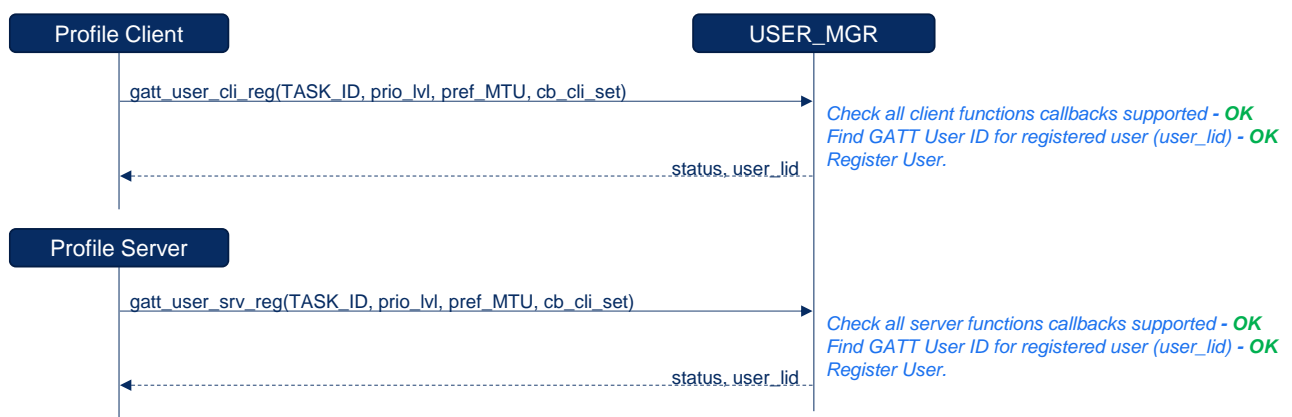 Profile Client
USER_MGR
gatt_user_cli_reg(TASK_ID, prio_lvl, pref_MTU, cb_cli_set)
Check all client functions callbacks supported - OK
Find GATT User ID for registered user (user_lid) - OK
Register User.
status, user_lid
Profile Server
gatt_user_srv_reg(TASK_ID, prio_lvl, pref_MTU, cb_cli_set)
Check all server functions callbacks supported - OK
Find GATT User ID for registered user (user_lid) - OK
Register User.
status, user_lid